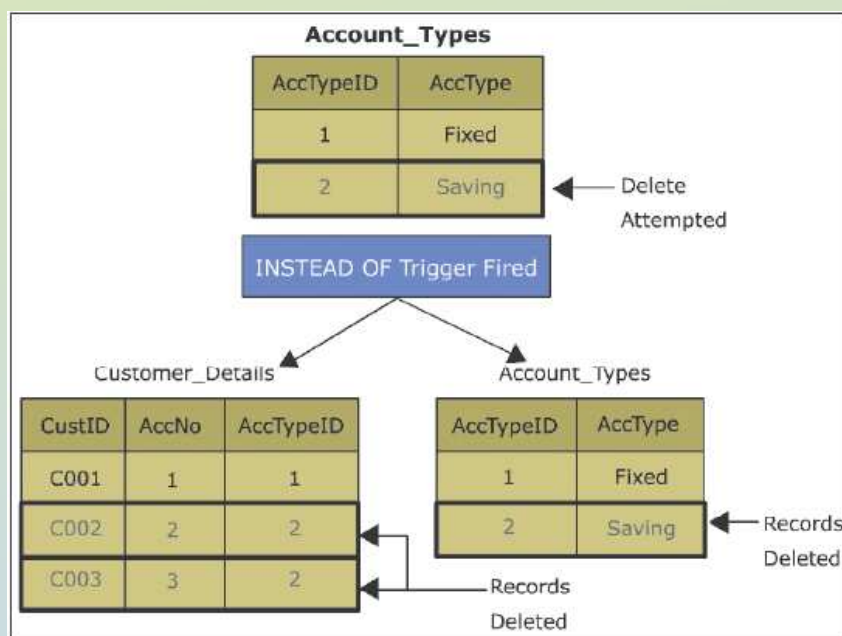 Account_Types
AccTypeID AccType
1 Fixed
2 Saving
Delete
Attempted
INSTEAD OF Trigger Fired
Customer_Details
CustID AccNo AccTypeID
C001 1 1
C002 2 2
C003 3 2
Records
Deleted
Account_Types
AccTypeID AccType
1 Fixed
2 Saving
Records
Deleted